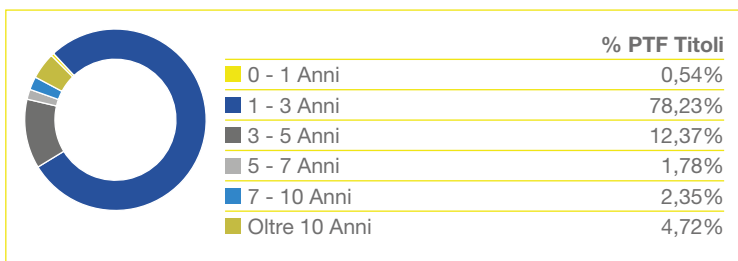 % PTF Titoli
0 - 1 Anni 0,54%
1 - 3 Anni 78,23%
3 - 5 Anni 12,37%
5 - 7 Anni 1,78%
7 - 10 Anni 2,35%
Oltre 10 Anni 4,72%